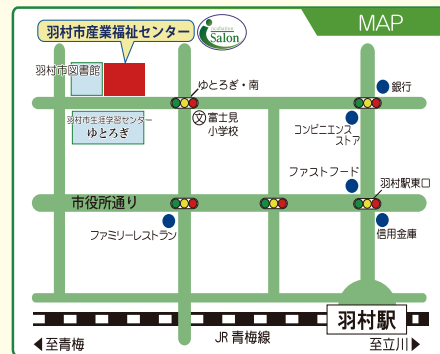 MAP
羽村市産業福祉センター
Salon
羽村市図書館
ゆとろぎ・南
銀行
羽村市生涯学習センター
ゆとろぎ
文
富士見
小学校
コンビニエンス
ストア
ファストフード
羽村駅東口
市役所通り
ファミリーレストラン
信用金庫
羽村駅
JR青梅線
◀至青梅
至立川▶